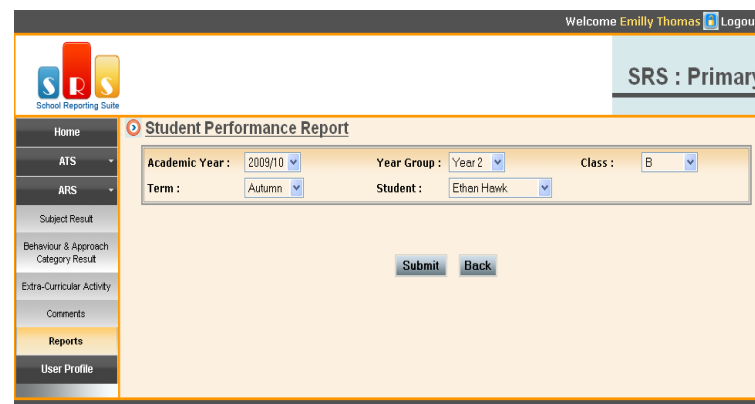 Welcome Emilly Thomas Logou
SRS
School Reporting Suite
SRS : Primary
Home
ATS
ARS
Subject Result
Behaviour & Approach
Category Result
Extra-Curricular Activity
Comments
Reports
User Profile
Student Performance Report
Academic Year : 2009/10 Year Group : Year 2 Class : B
Term : Autumn Student : Ethan Hawk
Submit Back